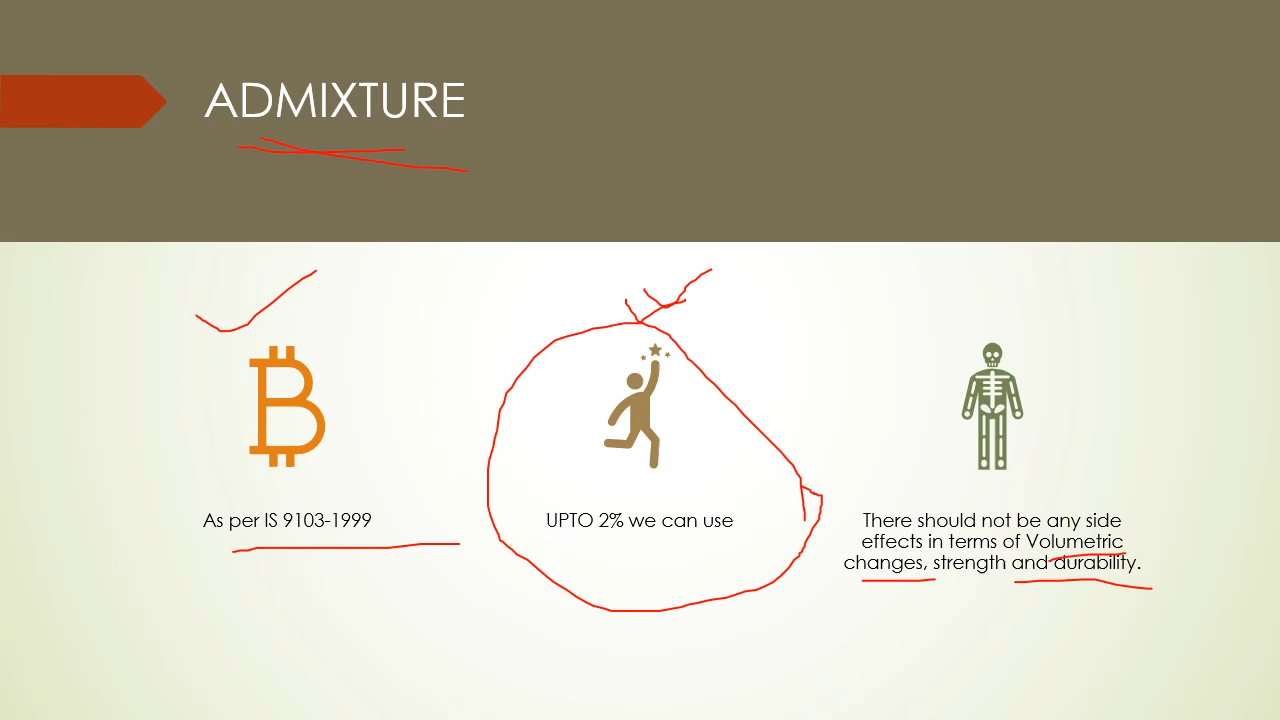 ADMIXTURE
As per IS 9103-1999
UPTO 2% we can use
There should not be any side
effects in terms of Volumetric
changes, strength and durability.